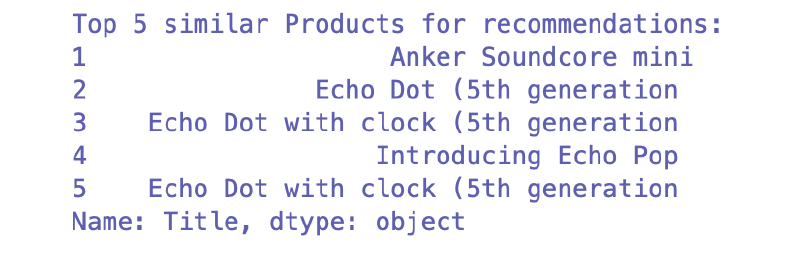 Top 5 similar Products for recommendations:
1                    Anker Soundcore mini
2               Echo Dot (5th generation
3    Echo Dot with clock (5th generation
4                   Introducing Echo Pop
5    Echo Dot with clock (5th generation
Name: Title, dtype: object